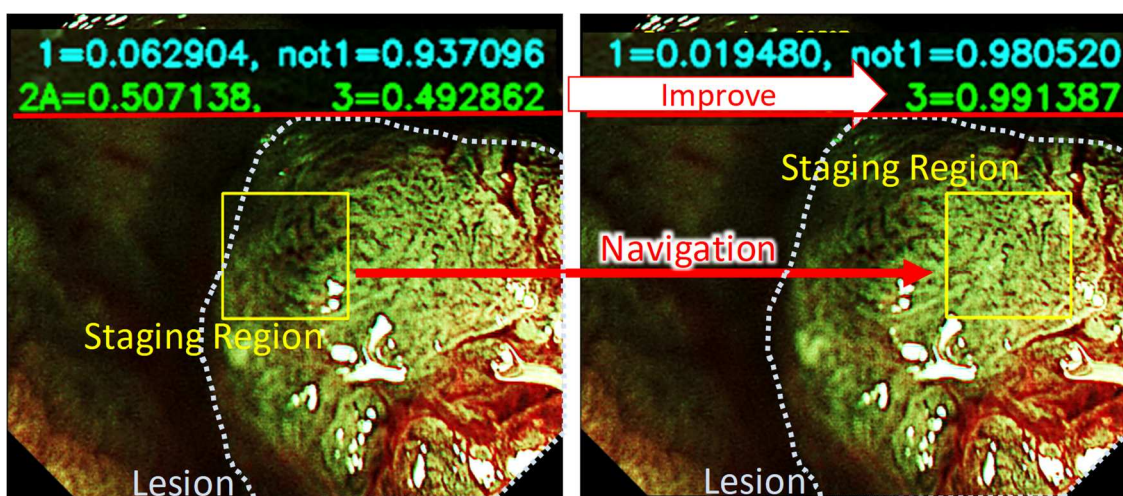 1=0.062904, not1=0.937096
2A=0.507138, 3=0.492862
Staging Region
Lesion
Improve
Navigation
1=0.019480, not1=0.980520
3=0.991387
Staging Region
Lesion